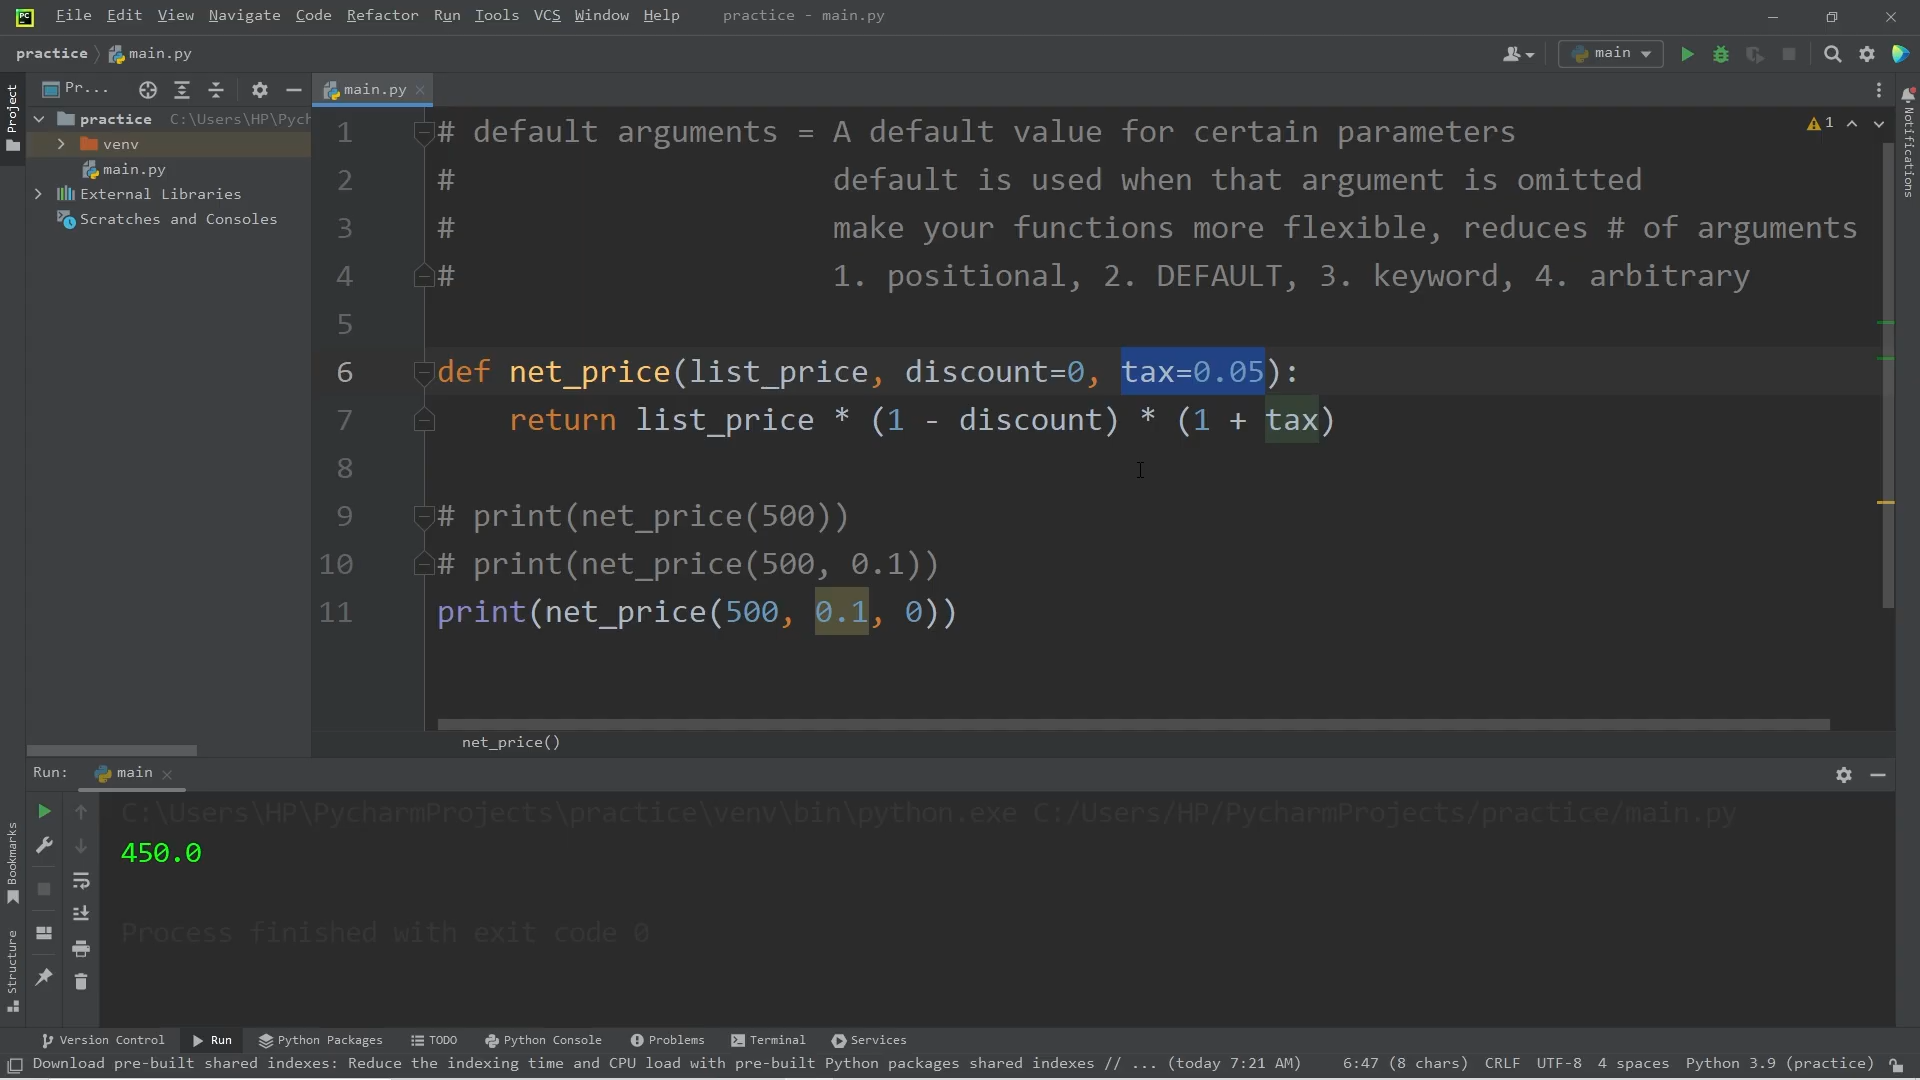 PC File Edit View Navigate Code Refactor Run Tools VCS Window Help practice - main.py
practice main.py main
Project Pr... main.py
practice C:\Users\HP\Pych
venv
main.py
External Libraries
Scratches and Consoles
Notifications
1
1 # default arguments = A default value for certain parameters
2 # default is used when that argument is omitted
3 # make your functions more flexible, reduces # of arguments
4 # 1. positional, 2. DEFAULT, 3. keyword, 4. arbitrary
5
6 def net_price(list_price, discount=0, tax=0.05):
7 return list_price * (1 - discount) * (1 + tax)
8
9 # print(net_price(500))
10 # print(net_price(500, 0.1))
11 print(net_price(500, 0.1, 0))
net_price()
Run: main
C:\Users\HP\PycharmProjects\practice\venv\bin\python.exe C:/Users/HP/PycharmProjects/practice/main.py
450.0
Process finished with exit code 0
Bookmarks
Structure
Version Control Run Python Packages TODO Python Console Problems Terminal Services
Download pre-built shared indexes: Reduce the indexing time and CPU load with pre-built Python packages shared indexes // ... (today 7:21 AM) 6:47 (8 chars) CRLF UTF-8 4 spaces Python 3.9 (practice)